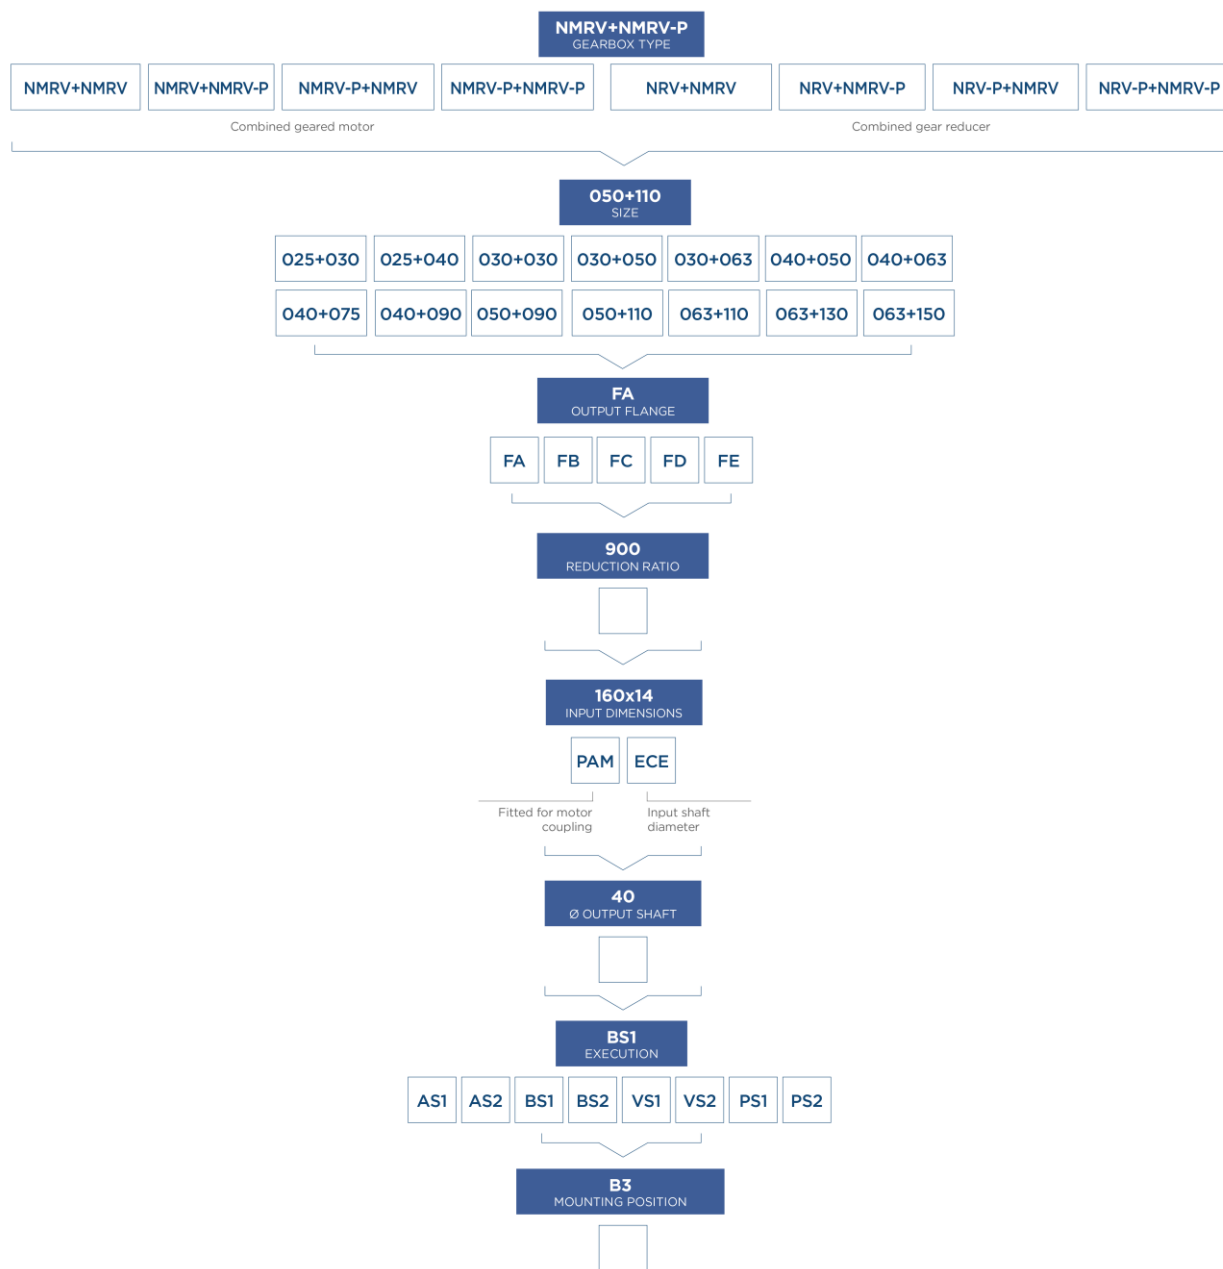 NMRV+NMRV-P
GEARBOX TYPE
NMRV+NMRV NMRV+NMRV-P NMRV-P+NMRV NMRV-P+NMRV-P NRV+NMRV NRV+NMRV-P NRV-P+NMRV NRV-P+NMRV-P
Combined geared motor Combined gear reducer
050+110
SIZE
025+030 025+040 030+030 030+050 030+063 040+050 040+063
040+075 040+090 050+090 050+110 063+110 063+130 063+150
FA
OUTPUT FLANGE
FA FB FC FD FE
900
REDUCTION RATIO
160x14
INPUT DIMENSIONS
PAM ECE
Fitted for motor coupling
Input shaft diameter
40
Ø OUTPUT SHAFT
BS1
EXECUTION
AS1 AS2 BS1 BS2 VS1 VS2 PS1 PS2
B3
MOUNTING POSITION